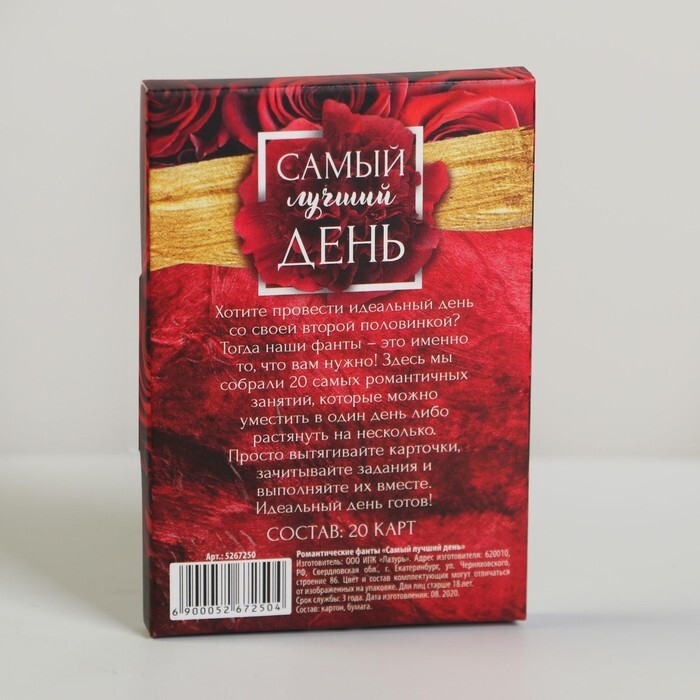 САМЫЙ
лучший
ДЕНЬ
Хотите провести идеальный день
со своей второй половинкой?
Тогда наши фанты – это именно
то, что вам нужно! Здесь мы
собрали 20 самых романтичных
занятий, которые можно
уместить в один день либо
растянуть на несколько.
Просто вытягивайте карточки,
зачитывайте задания и
выполняйте их вместе.
Идеальный день готов!
СОСТАВ: 20 КАРТ
Арт.: 5267250
6 900052 672504
Романтические фанты «Самый лучший день»
Изготовитель: ООО ИПК «Лазурь». Адрес изготовителя: 620010,
РФ, Свердловская обл., г. Екатеринбург, ул. Черняховского,
строение 86. Цвет и состав комплектующих могут отличаться
от изображенных на упаковке. Для лиц старше 18 лет.
Срок службы: 3 года. Дата изготовления: 08. 2020.
Состав: картон, бумага.